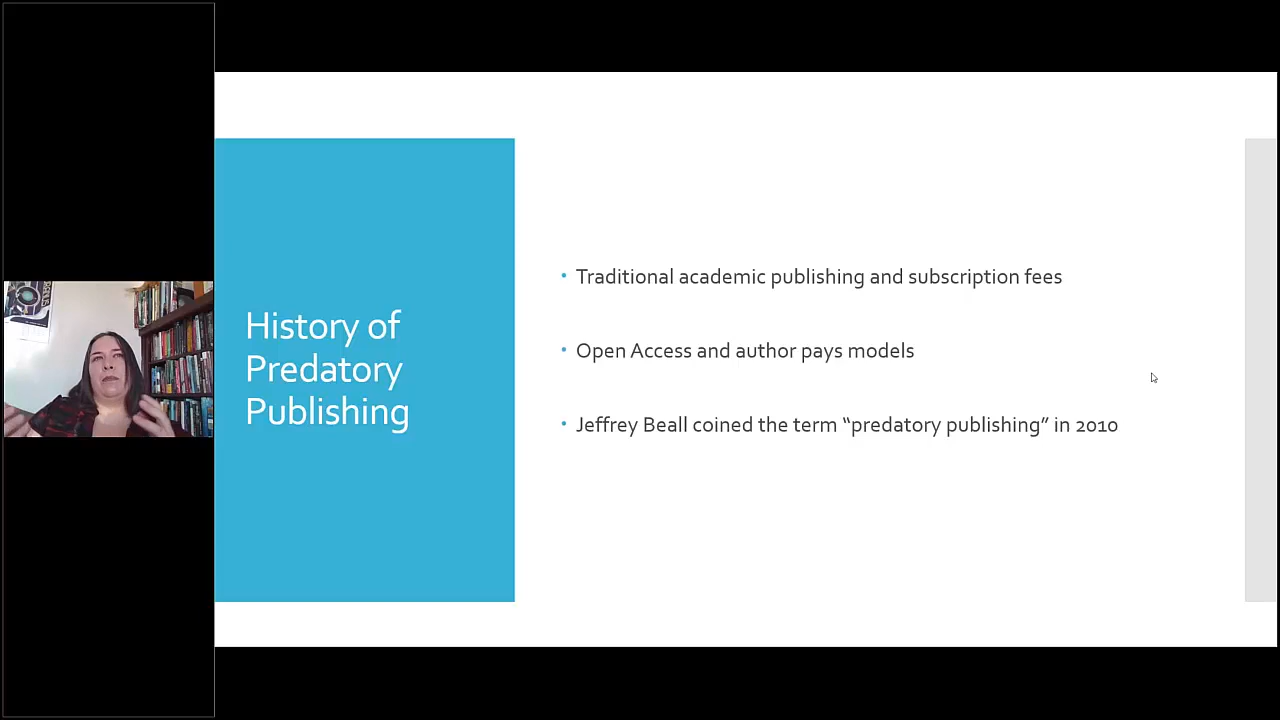 History of
Predatory
Publishing
• Traditional academic publishing and subscription fees
• Open Access and author pays models
• Jeffrey Beall coined the term “predatory publishing” in 2010